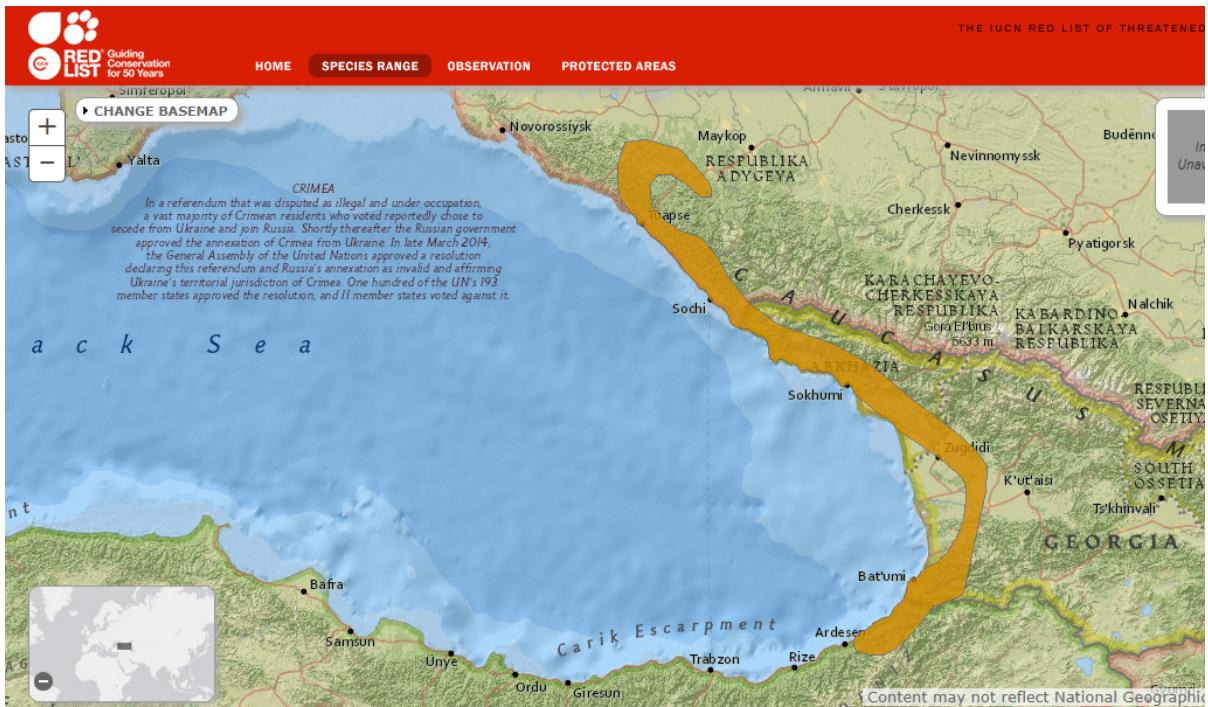 RED LIST
IUCN
Guiding
Conservation
for 50 Years
THE IUCN RED LIST OF THREATENED
HOME SPECIES RANGE OBSERVATION PROTECTED AREAS
CHANGE BASEMAP
+
−
Simferopol'
Yalta
Novorossiysk
Maykop
RESPUBLIKA
ADYGEYA
Armavir
Stavropol'
Nevinnomyssk
Cherkessk
Pyatigorsk
CRIMEA
In a referendum that was disputed as illegal and under occupation,
a vast majority of Crimean residents who voted reportedly chose to
secede from Ukraine and join Russia. Shortly thereafter the Russian government
approved the annexation of Crimea from Ukraine. In late March 2014,
the General Assembly of the United Nations approved a resolution
declaring this referendum and Russia's annexation as invalid and affirming
Ukraine's territorial jurisdiction of Crimea. One hundred of the UN's 193
member states approved the resolution, and 11 member states voted against it.
Tuapse
Sochi
KARACHAYEVO-
CHERKESSKAYA
RESPUBLIKA
Gora El'brus
5633 m
KABARDINO-
BALKARSKAYA
RESPUBLIKA
Nalchik
ack Sea
CAUCASUS M
ABKHAZIA
Sokhumi
RESPUBLI
SEVERNA
OSETIY
Zugdidi
K'ut'aisi
SOUTH
OSSETIA
Ts'khinvali
GEORGIA
Bat'umi
Bafra
Samsun
Carik Escarpment
Ardesen
Ünye
Ordu
Giresun
Trabzon
Rize
Content may not reflect National Geographic